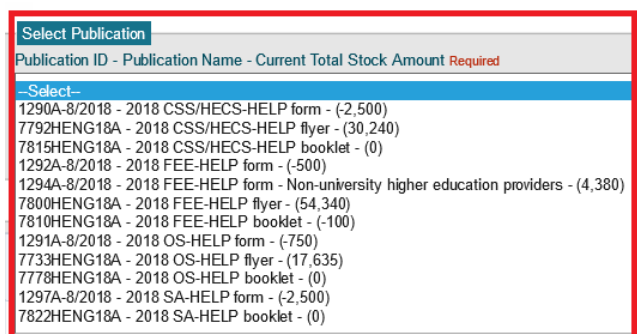 Select Publication
Publication ID - Publication Name - Current Total Stock Amount Required
--Select--
1290A-8/2018 - 2018 CSS/HECS-HELP form - (-2,500)
7792HENG18A - 2018 CSS/HECS-HELP flyer - (30,240)
7815HENG18A - 2018 CSS/HECS-HELP booklet - (0)
1292A-8/2018 - 2018 FEE-HELP form - (-500)
1294A-8/2018 - 2018 FEE-HELP form - Non-university higher education providers - (4,380)
7800HENG18A - 2018 FEE-HELP flyer - (54,340)
7810HENG18A - 2018 FEE-HELP booklet - (-100)
1291A-8/2018 - 2018 OS-HELP form - (-750)
7733HENG18A - 2018 OS-HELP flyer - (17,635)
7778HENG18A - 2018 OS-HELP booklet - (0)
1297A-8/2018 - 2018 SA-HELP form - (-2,500)
7822HENG18A - 2018 SA-HELP booklet - (0)